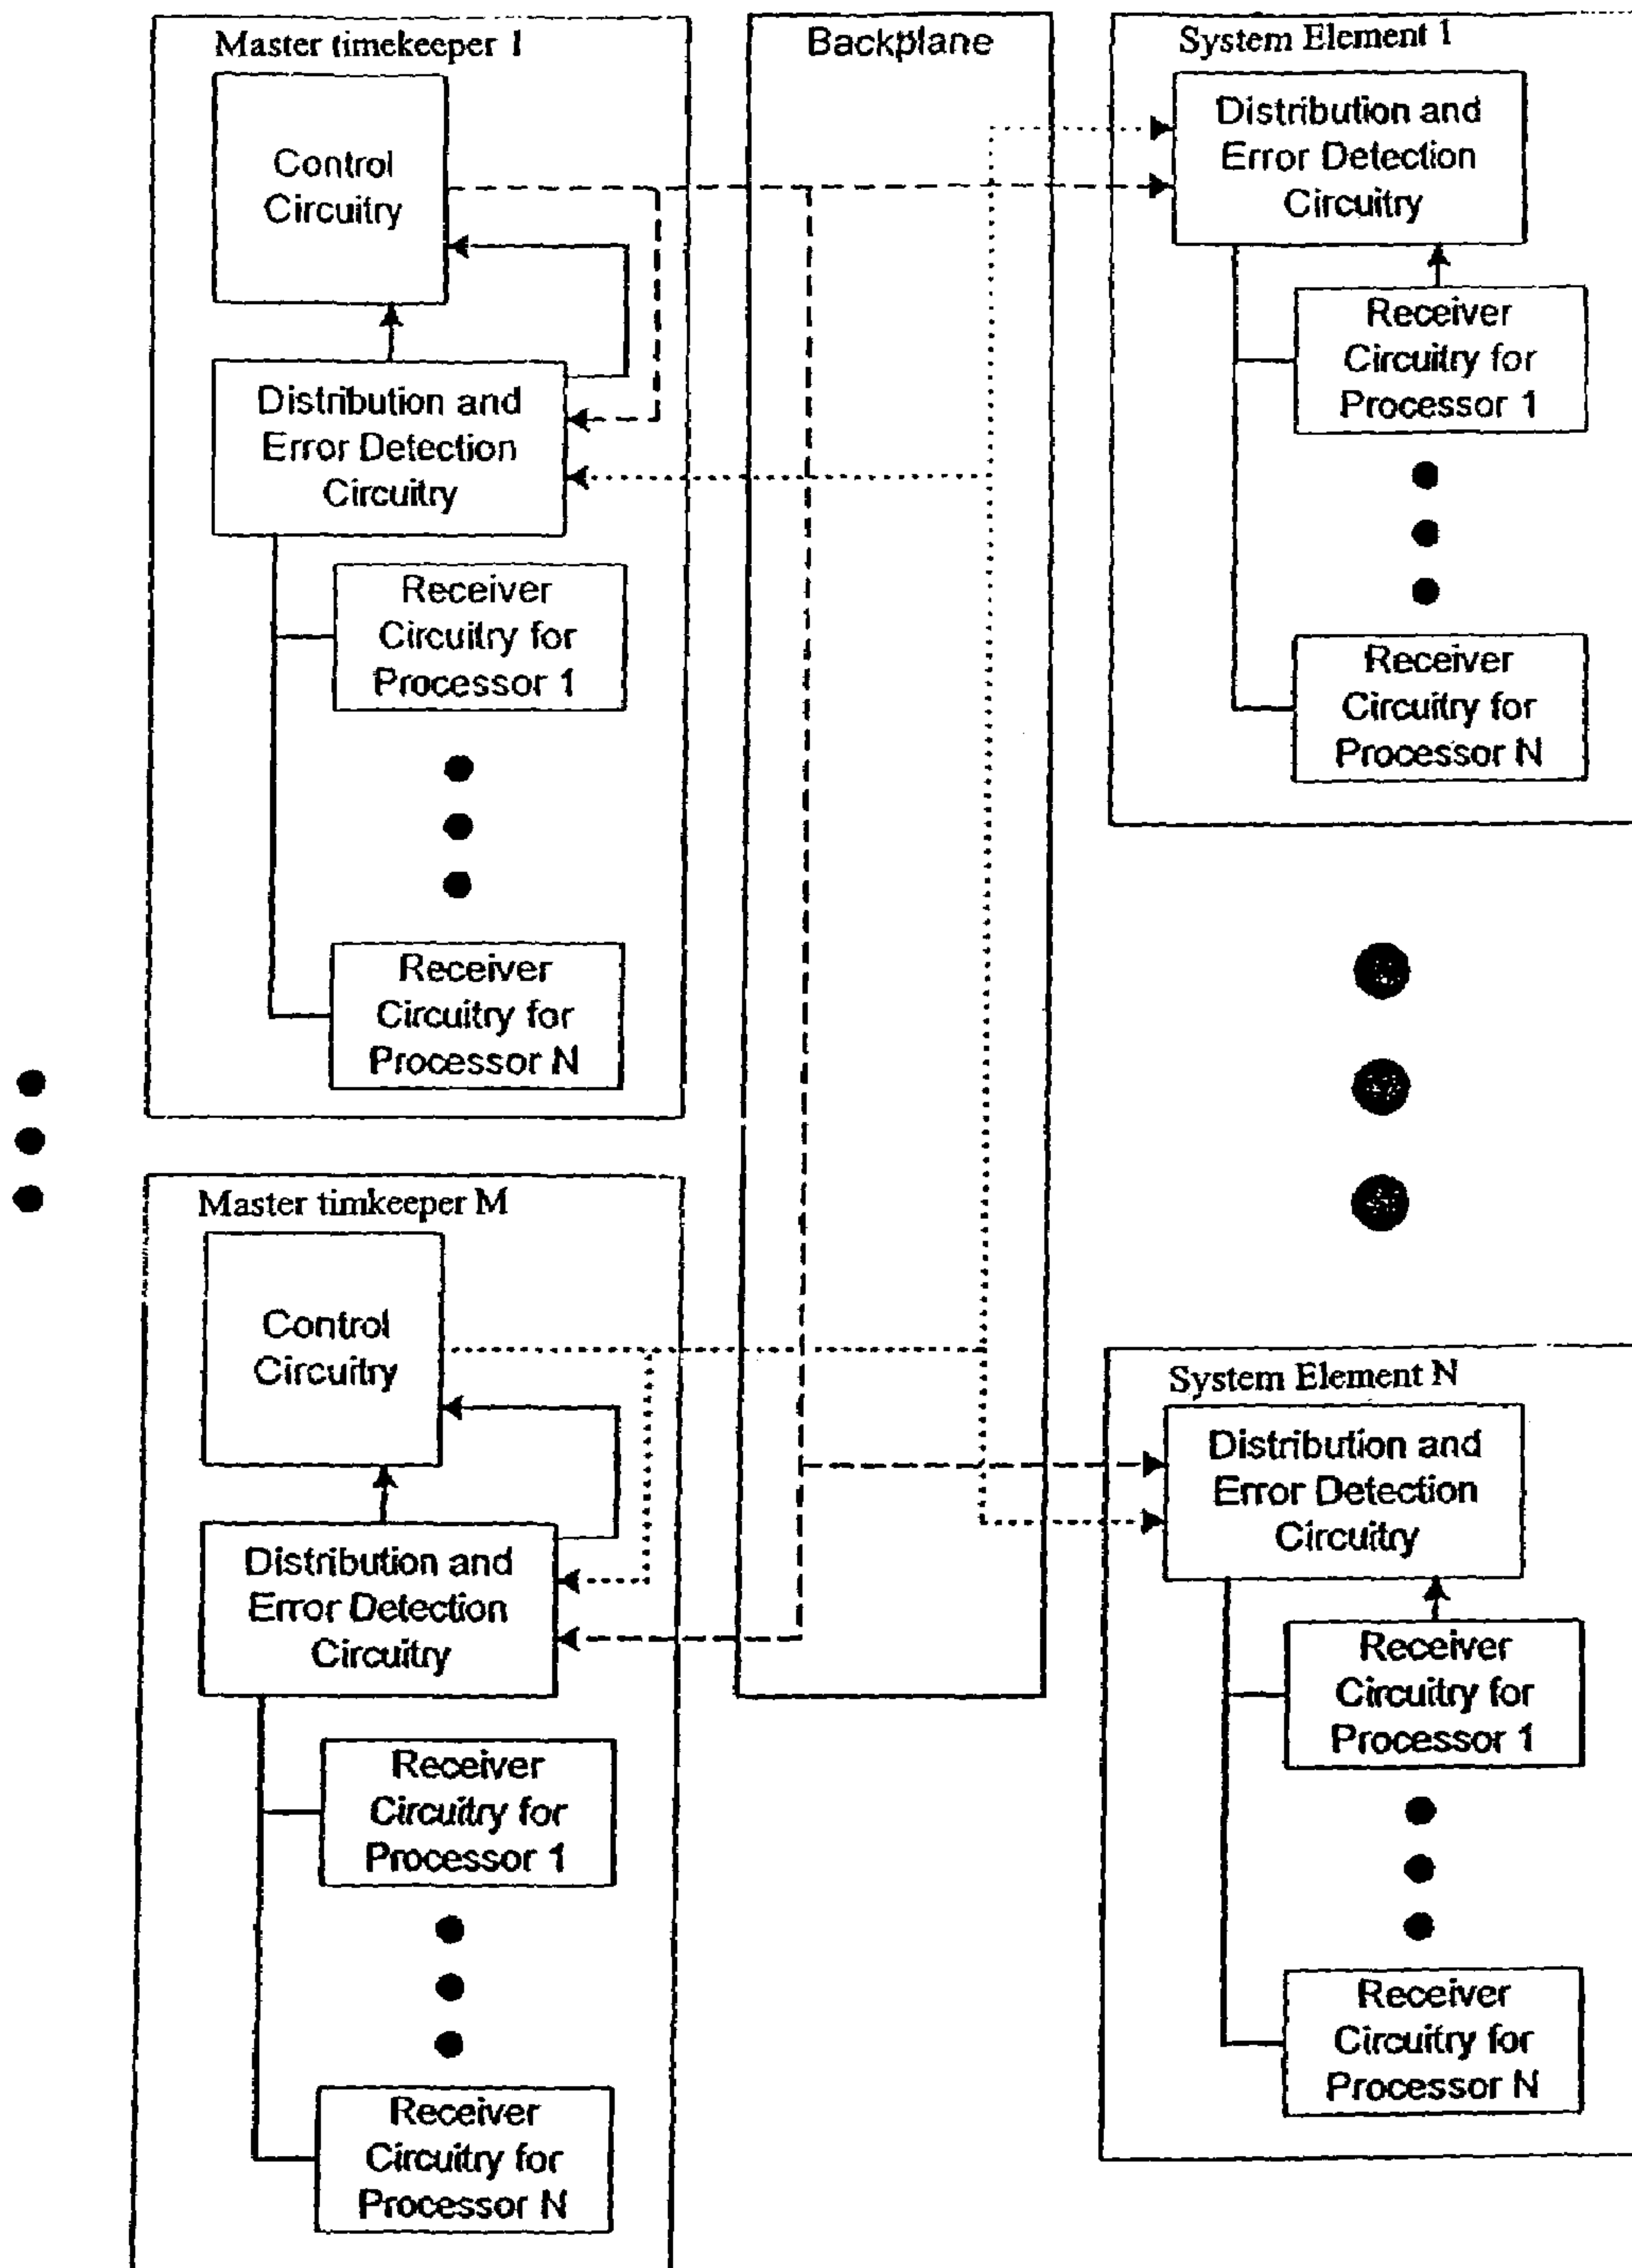 Master timekeeper 1
Control
Circuitry
Distribution and
Error Detection
Circuitry
Receiver
Circuitry for
Processor 1
Receiver
Circuitry for
Processor N
Master timkeeper M
Control
Circuitry
Distribution and
Error Detection
Circuitry
Receiver
Circuitry for
Processor 1
Receiver
Circuitry for
Processor N
Backplane
System Element 1
Distribution and
Error Detection
Circuitry
Receiver
Circuitry for
Processor 1
Receiver
Circuitry for
Processor N
System Element N
Distribution and
Error Detection
Circuitry
Receiver
Circuitry for
Processor 1
Receiver
Circuitry for
Processor N